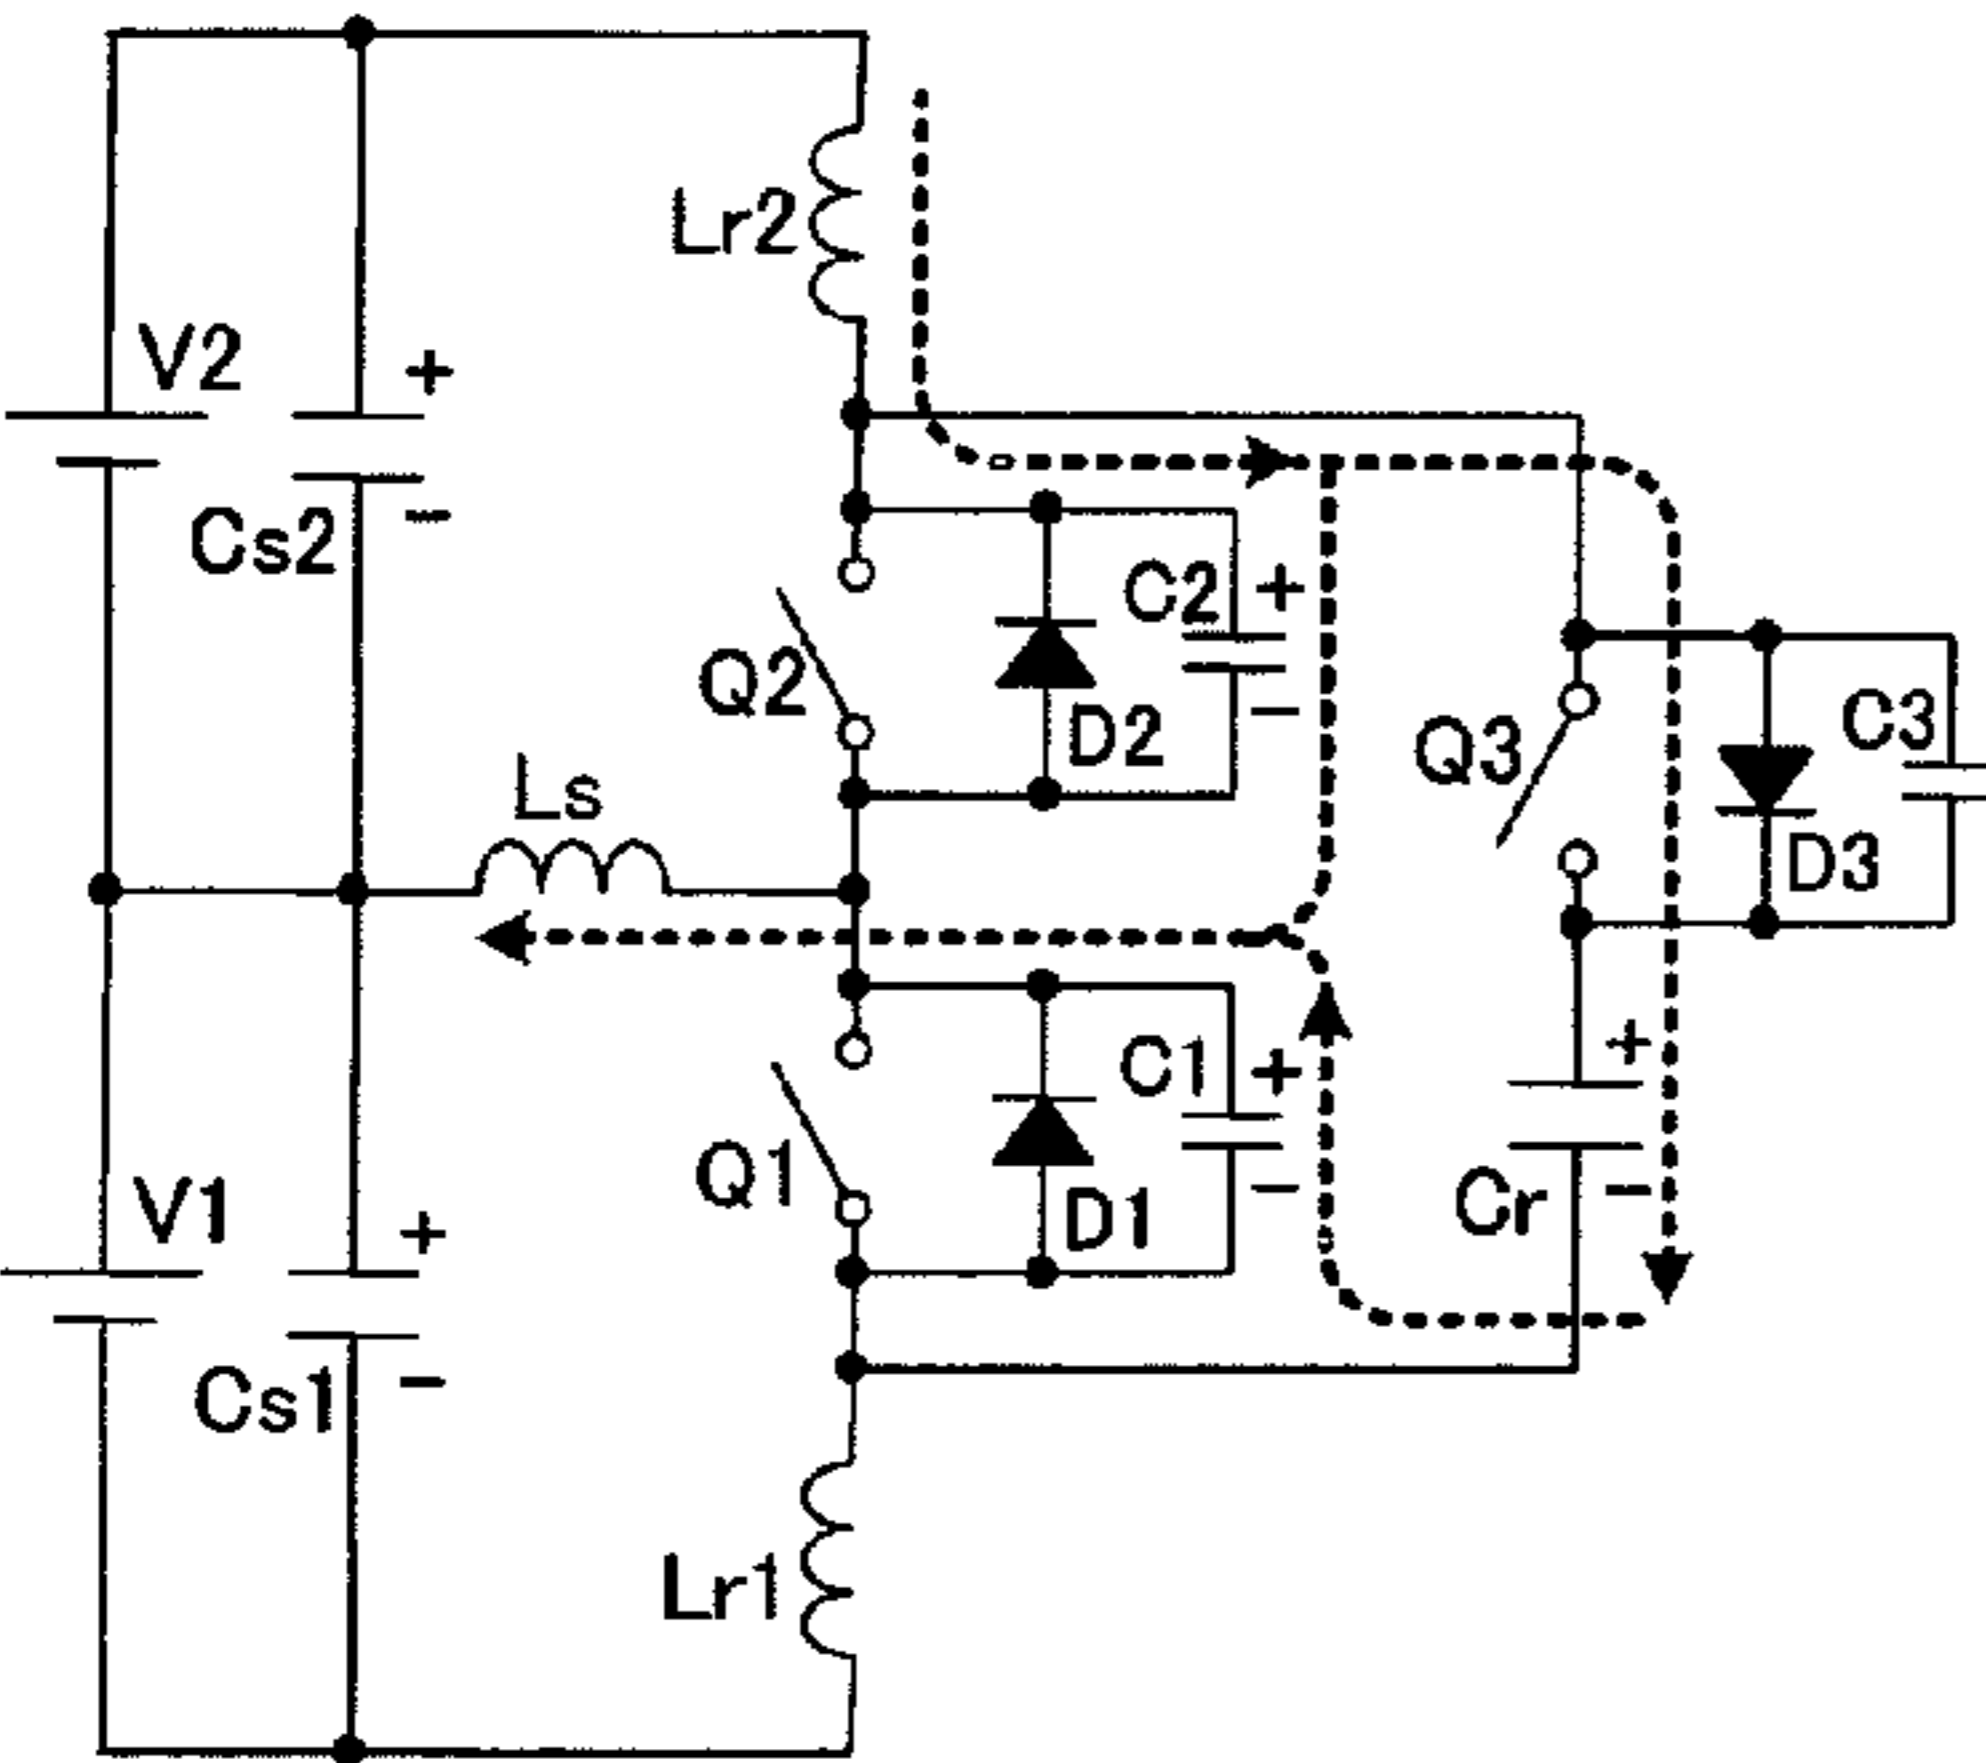 Lr2
V2
+
Cs2
-
C2
+
Q2
D2
-
Q3
C3
Ls
D3
C1
+
+
Q1
D1
-
Cr
-
V1
+
Cs1
-
Lr1